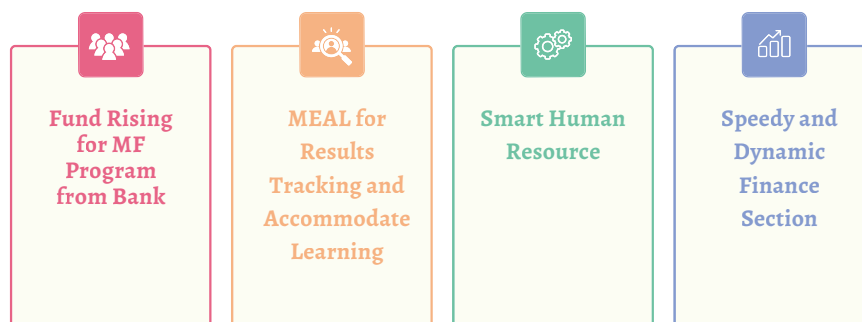 Fund Rising
for MF
Program
from Bank
MEAL for
Results
Tracking and
Accommodate
Learning
Smart Human
Resource
Speedy and
Dynamic
Finance
Section